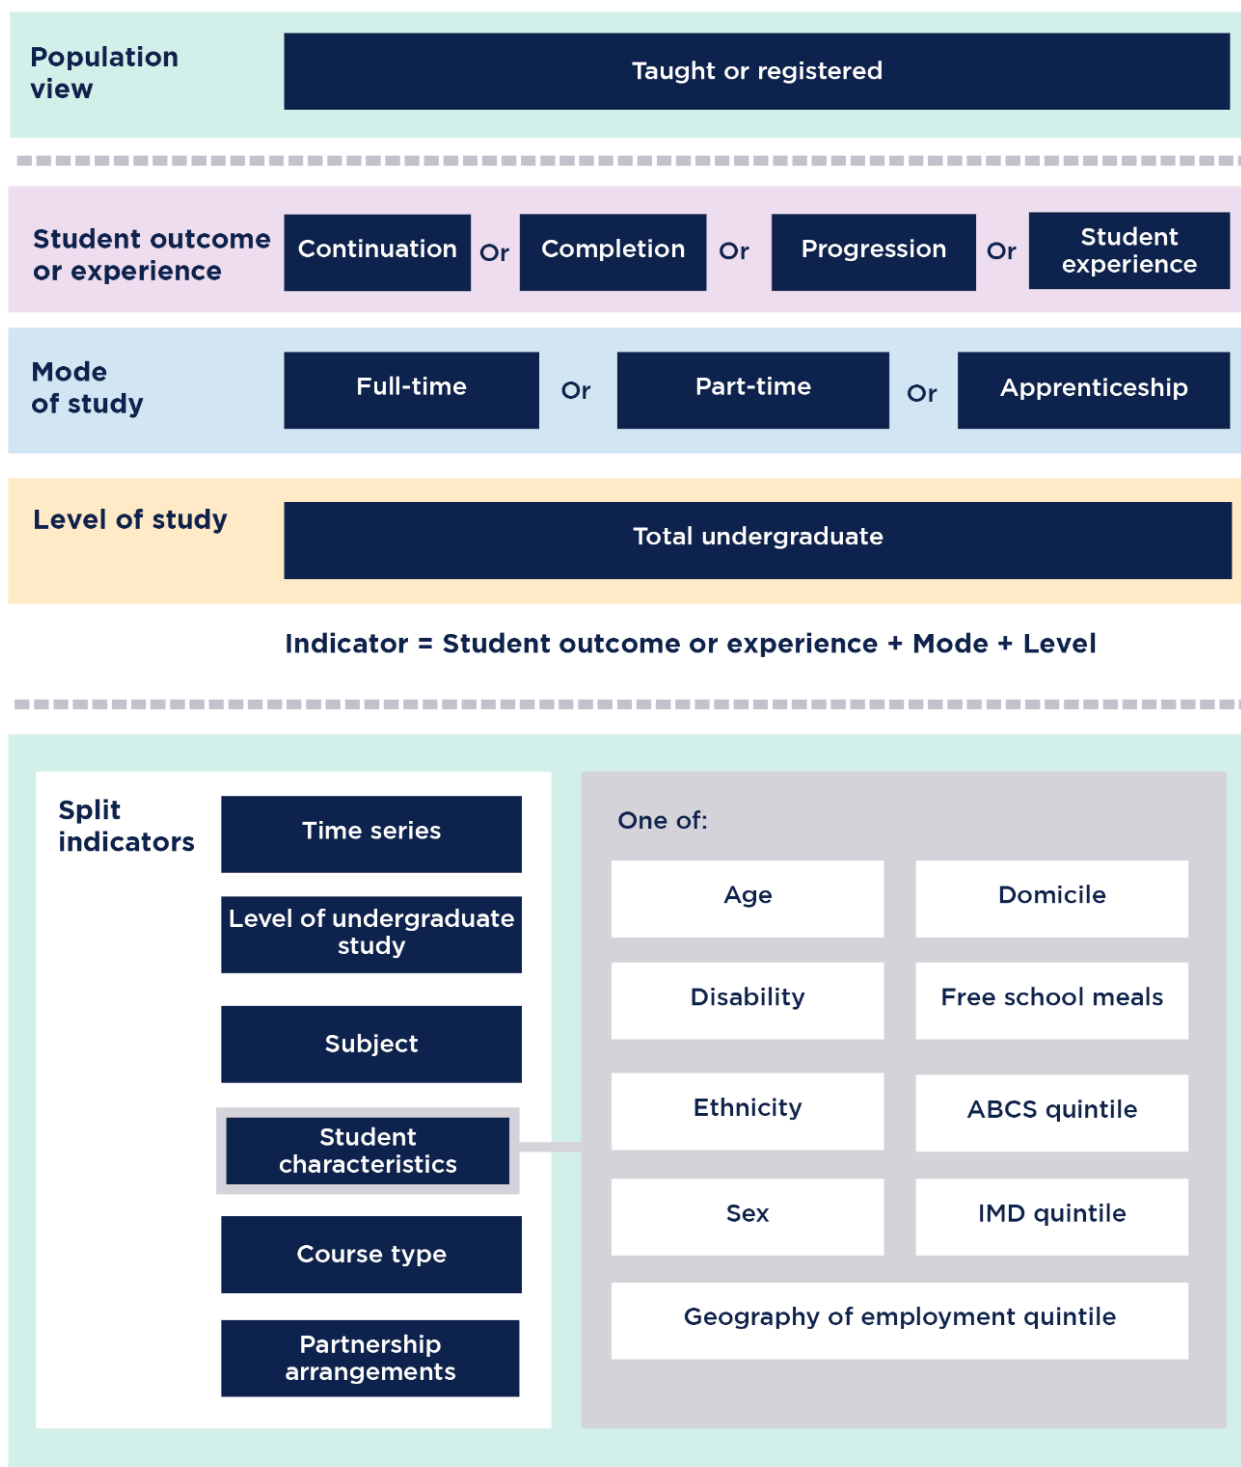 Population
view
Taught or registered
Student outcome
or experience
Continuation Or Completion Or Progression Or Student
experience
Mode
of study
Full-time Or Part-time Or Apprenticeship
Level of study
Total undergraduate
Indicator = Student outcome or experience + Mode + Level
Split
indicators
Time series
Level of undergraduate
study
Subject
Student
characteristics
Course type
Partnership
arrangements
One of:
Age
Domicile
Disability
Free school meals
Ethnicity
ABCS quintile
Sex
IMD quintile
Geography of employment quintile